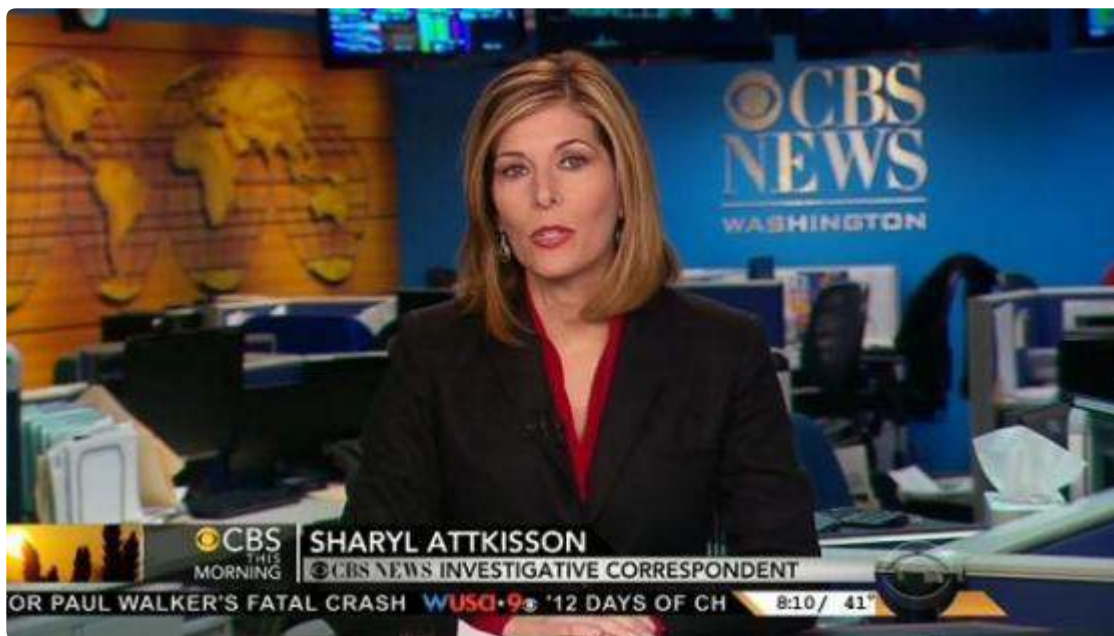 CBS
NEWS
WASHINGTON
CBS
THIS
MORNING
SHARYL ATTKISSON
CBS NEWS INVESTIGATIVE CORRESPONDENT
OR PAUL WALKER'S FATAL CRASH WUSA*9 '12 DAYS OF CH
8:10/ 41°